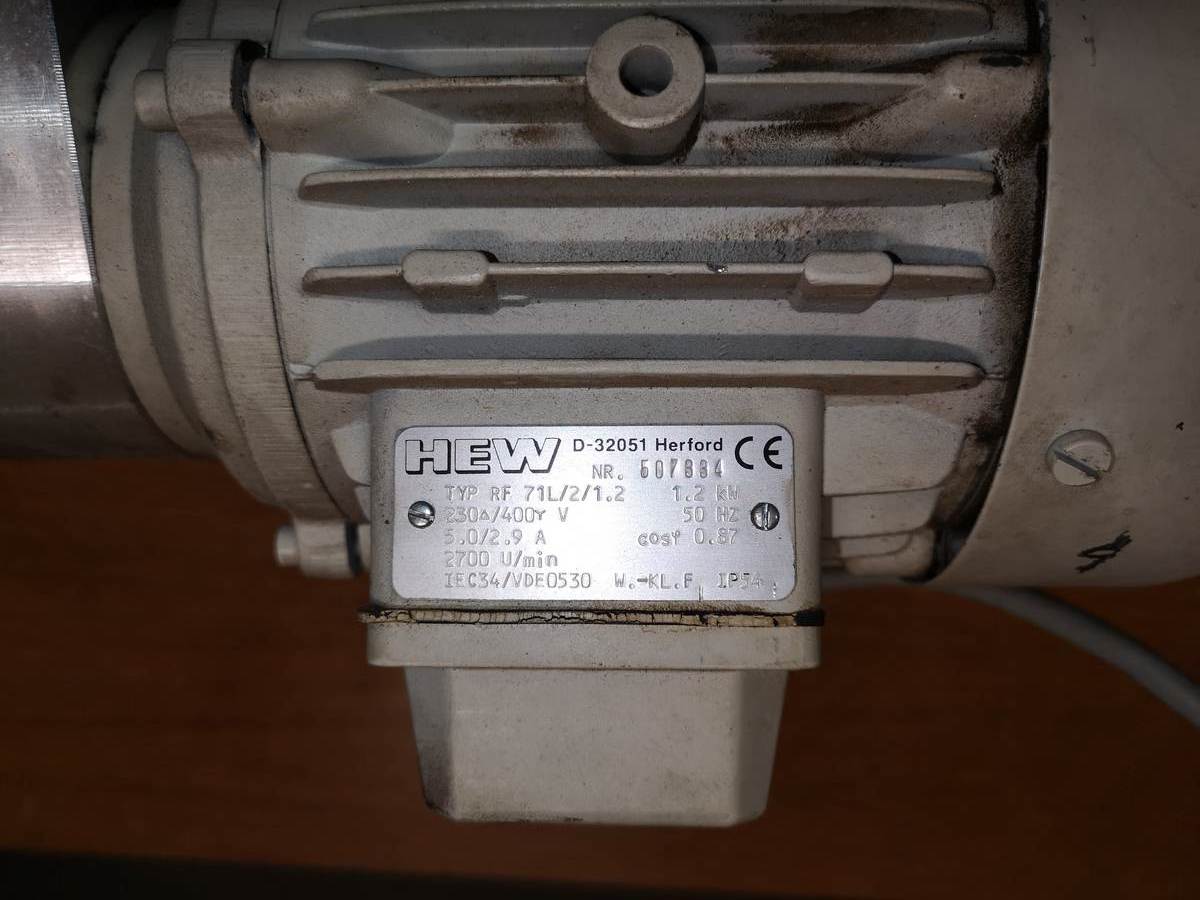 HEW D-32051 Herford CE
NR.
TYP RF 71L/2/1.2 1.2 kW
230△/400Y V 50 HZ
5.0/2.9 A cosφ 0.87
2700 U/min
IEC34/VDE0530 W.-KL.F IP54